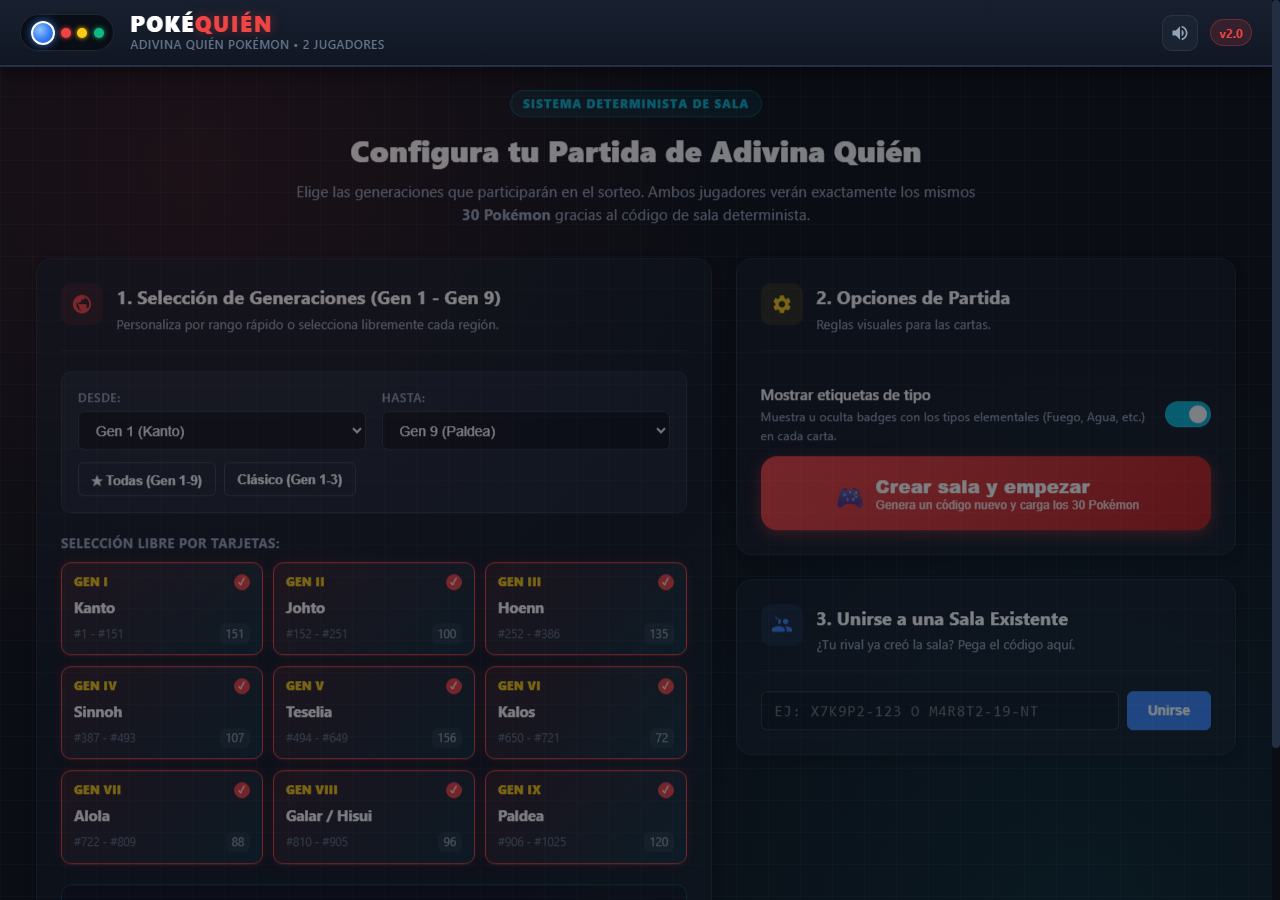 POKÉQUIÉN
ADIVINA QUIÉN POKÉMON • 2 JUGADORES
v2.0
SISTEMA DETERMINISTA DE SALA
Configura tu Partida de Adivina Quién
Elige las generaciones que participarán en el sorteo. Ambos jugadores verán exactamente los mismos
30 Pokémon gracias al código de sala determinista.
1. Selección de Generaciones (Gen 1 - Gen 9)
Personaliza por rango rápido o selecciona libremente cada región.
DESDE:
HASTA:
Gen 1 (Kanto)
Gen 9 (Paldea)
★ Todas (Gen 1-9)
Clásico (Gen 1-3)
SELECCIÓN LIBRE POR TARJETAS:
GEN I
Kanto
#1 - #151
151
GEN II
Johto
#152 - #251
100
GEN III
Hoenn
#252 - #386
135
GEN IV
Sinnoh
#387 - #493
107
GEN V
Teselia
#494 - #649
156
GEN VI
Kalos
#650 - #721
72
GEN VII
Alola
#722 - #809
88
GEN VIII
Galar / Hisui
#810 - #905
96
GEN IX
Paldea
#906 - #1025
120
2. Opciones de Partida
Reglas visuales para las cartas.
Mostrar etiquetas de tipo
Muestra u oculta badges con los tipos elementales (Fuego, Agua, etc.)
en cada carta.
Crear sala y empezar
Genera un código nuevo y carga los 30 Pokémon
3. Unirse a una Sala Existente
¿Tu rival ya creó la sala? Pega el código aquí.
EJ: X7K9P2-123 O M4R8T2-19-NT
Unirse